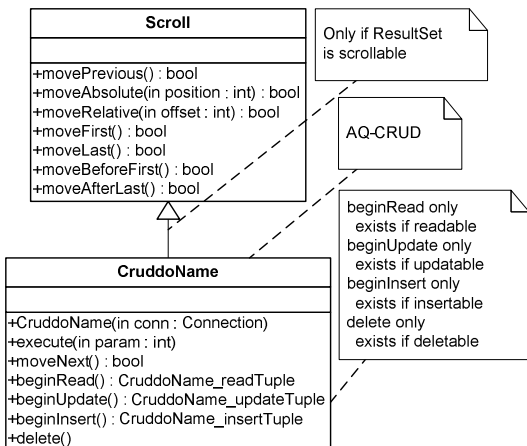 Scroll
+movePrevious() : bool
+moveAbsolute(in position : int) : bool
+moveRelative(in offset : int) : bool
+moveFirst() : bool
+moveLast() : bool
+moveBeforeFirst() : bool
+moveAfterLast() : bool
Only if ResultSet
is scrollable
AQ-CRUD
CruddoName
+CruddoName(in conn : Connection)
+execute(in param : int)
+moveNext() : bool
+beginRead() : CruddoName_readTuple
+beginUpdate() : CruddoName_updateTuple
+beginInsert() : CruddoName_insertTuple
+delete()
beginRead only
exists if readable
beginUpdate only
exists if updatable
beginInsert only
exists if insertable
delete only
exists if deletable